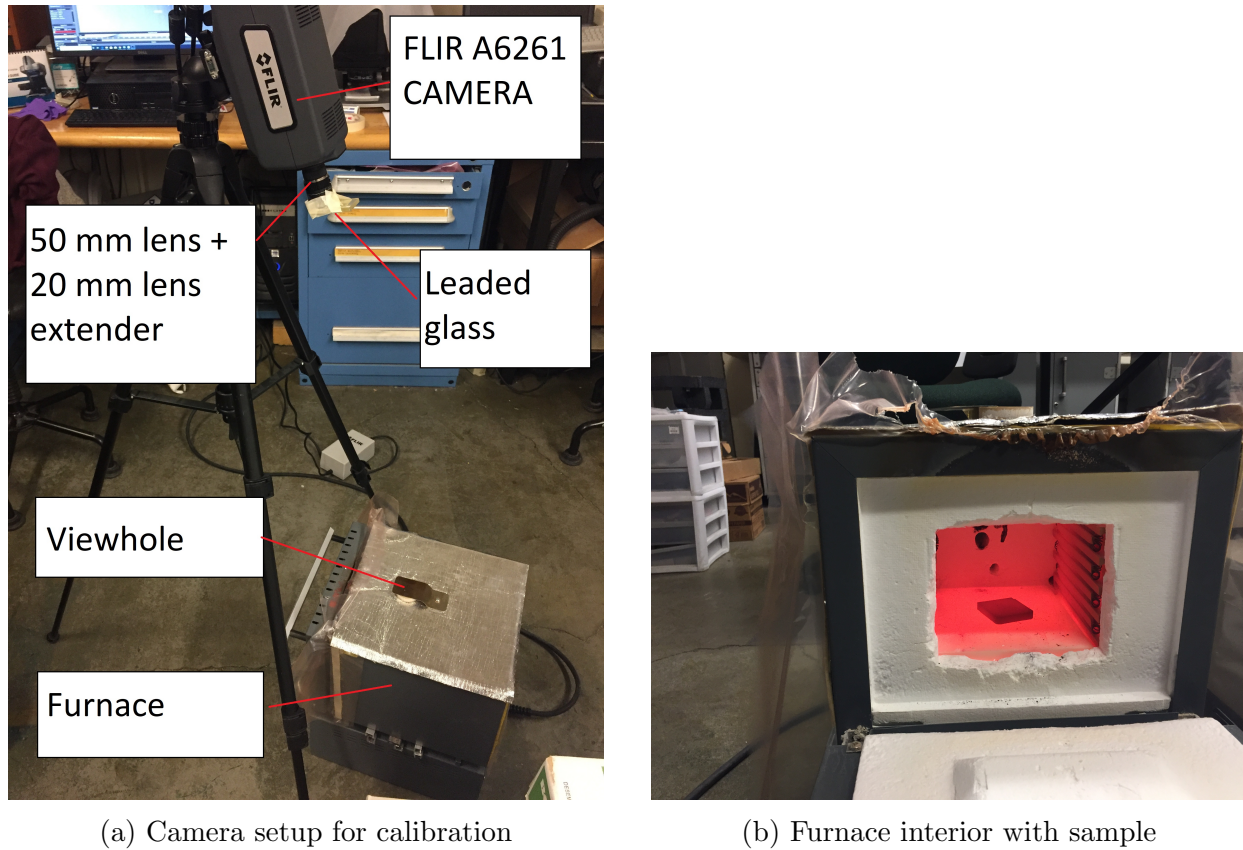 FLIR A6261
CAMERA
FLIR
50 mm lens +
20 mm lens
extender
Leaded
glass
FLIR
Viewhole
Furnace
(a) Camera setup for calibration
(b) Furnace interior with sample